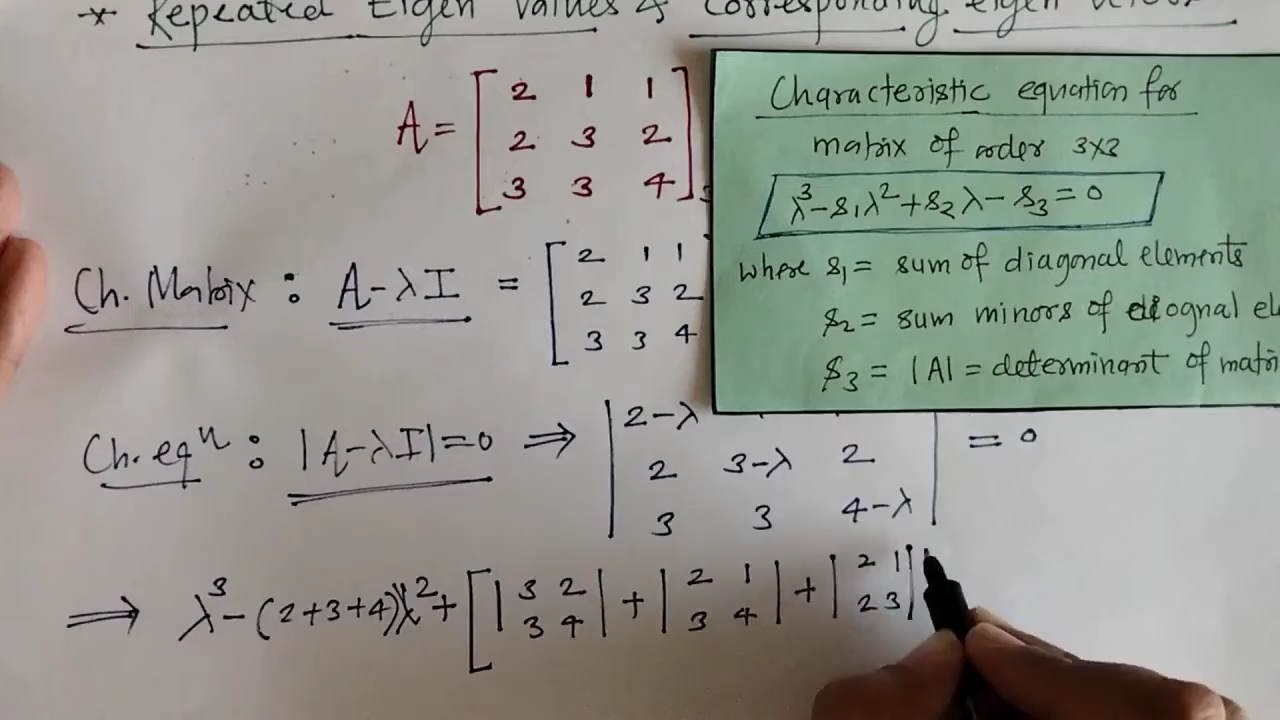 * Repeated Eigen values & Corresponding eigen
A = [ 2 1 1
2 3 2
3 3 4 ]
Characteristic equation for
matrix of order 3×3
λ³-S₁λ²+S₂λ-S₃=0
where S₁ = sum of diagonal elements
S₂ = sum minors of diognal el
S₃ = |A| = determinant of matri
Ch. Matrix : A-λI = [ 2 1 1
2 3 2
3 3 4
Ch. eqⁿ : |A-λI|=0 ⇒ | 2-λ
2 3-λ 2
3 3 4-λ | = 0
⇒ λ³-(2+3+4)λ²+[ |3 2| + |2 1| + |2 1|
|3 4| |3 4| |2 3|